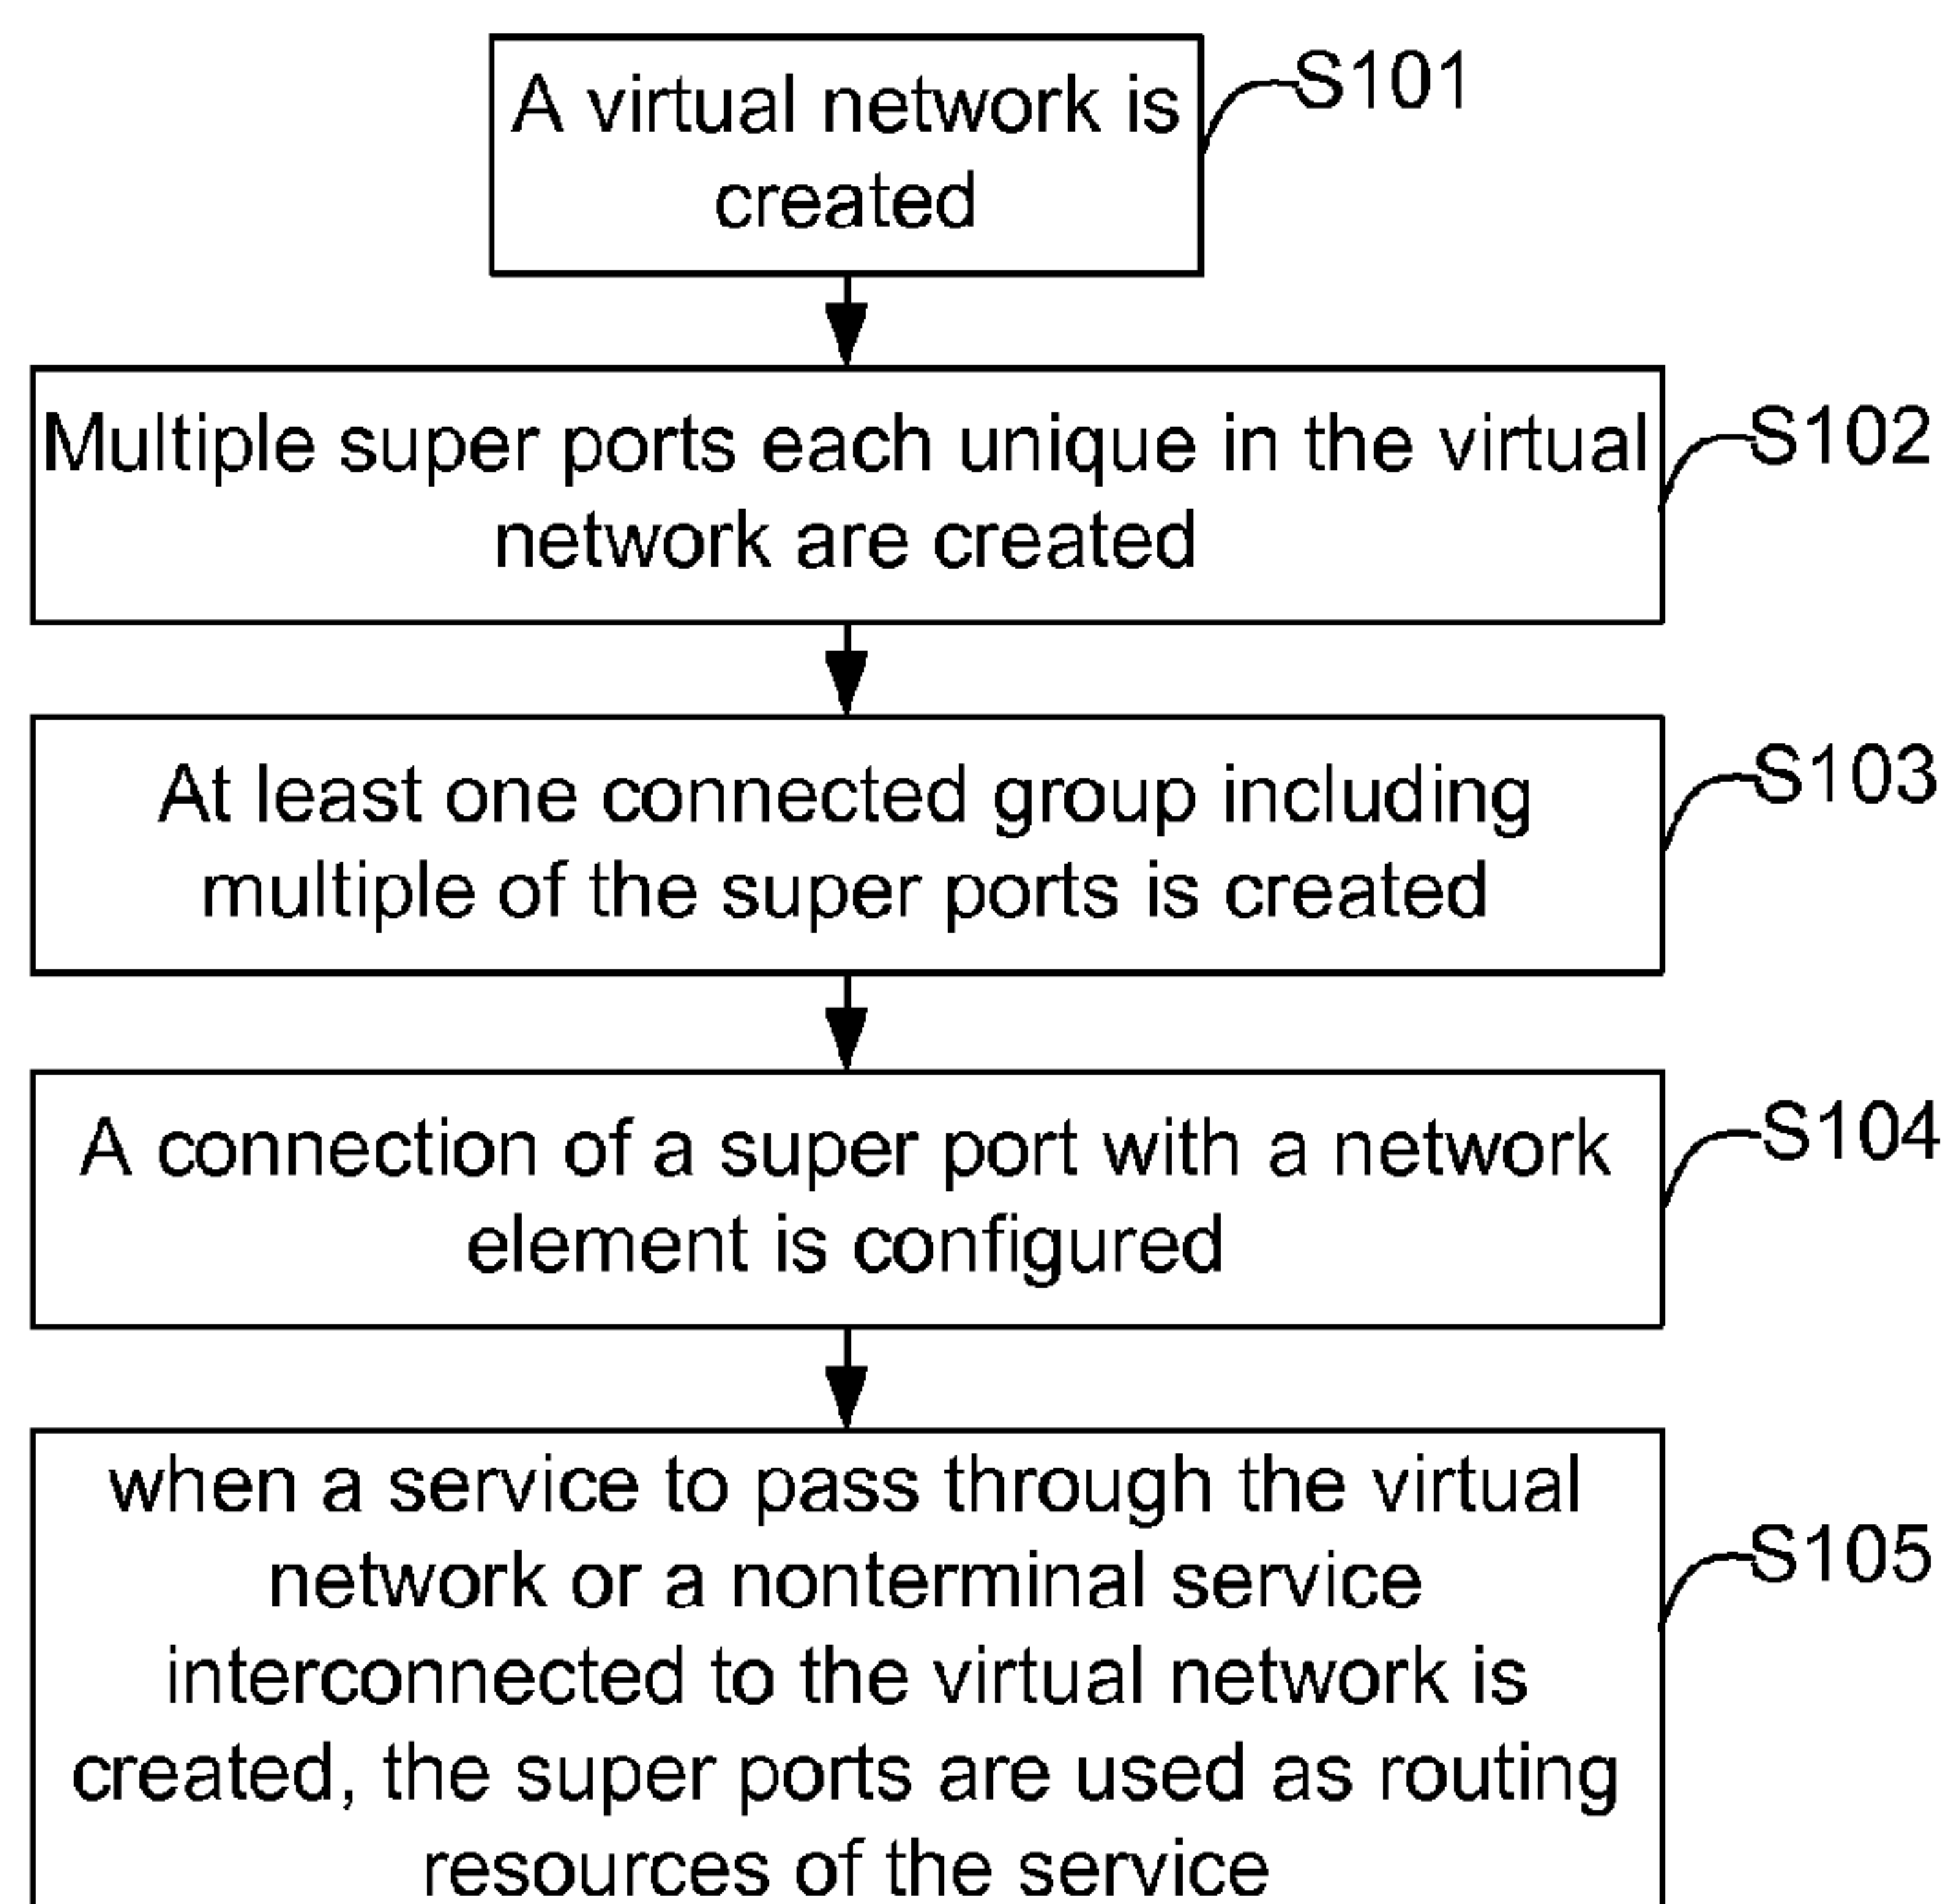 A virtual network is
created
S101
Multiple super ports each unique in the virtual
network are created
S102
At least one connected group including
multiple of the super ports is created
S103
A connection of a super port with a network
element is configured
S104
when a service to pass through the virtual
network or a nonterminal service
interconnected to the virtual network is
created, the super ports are used as routing
resources of the service
S105